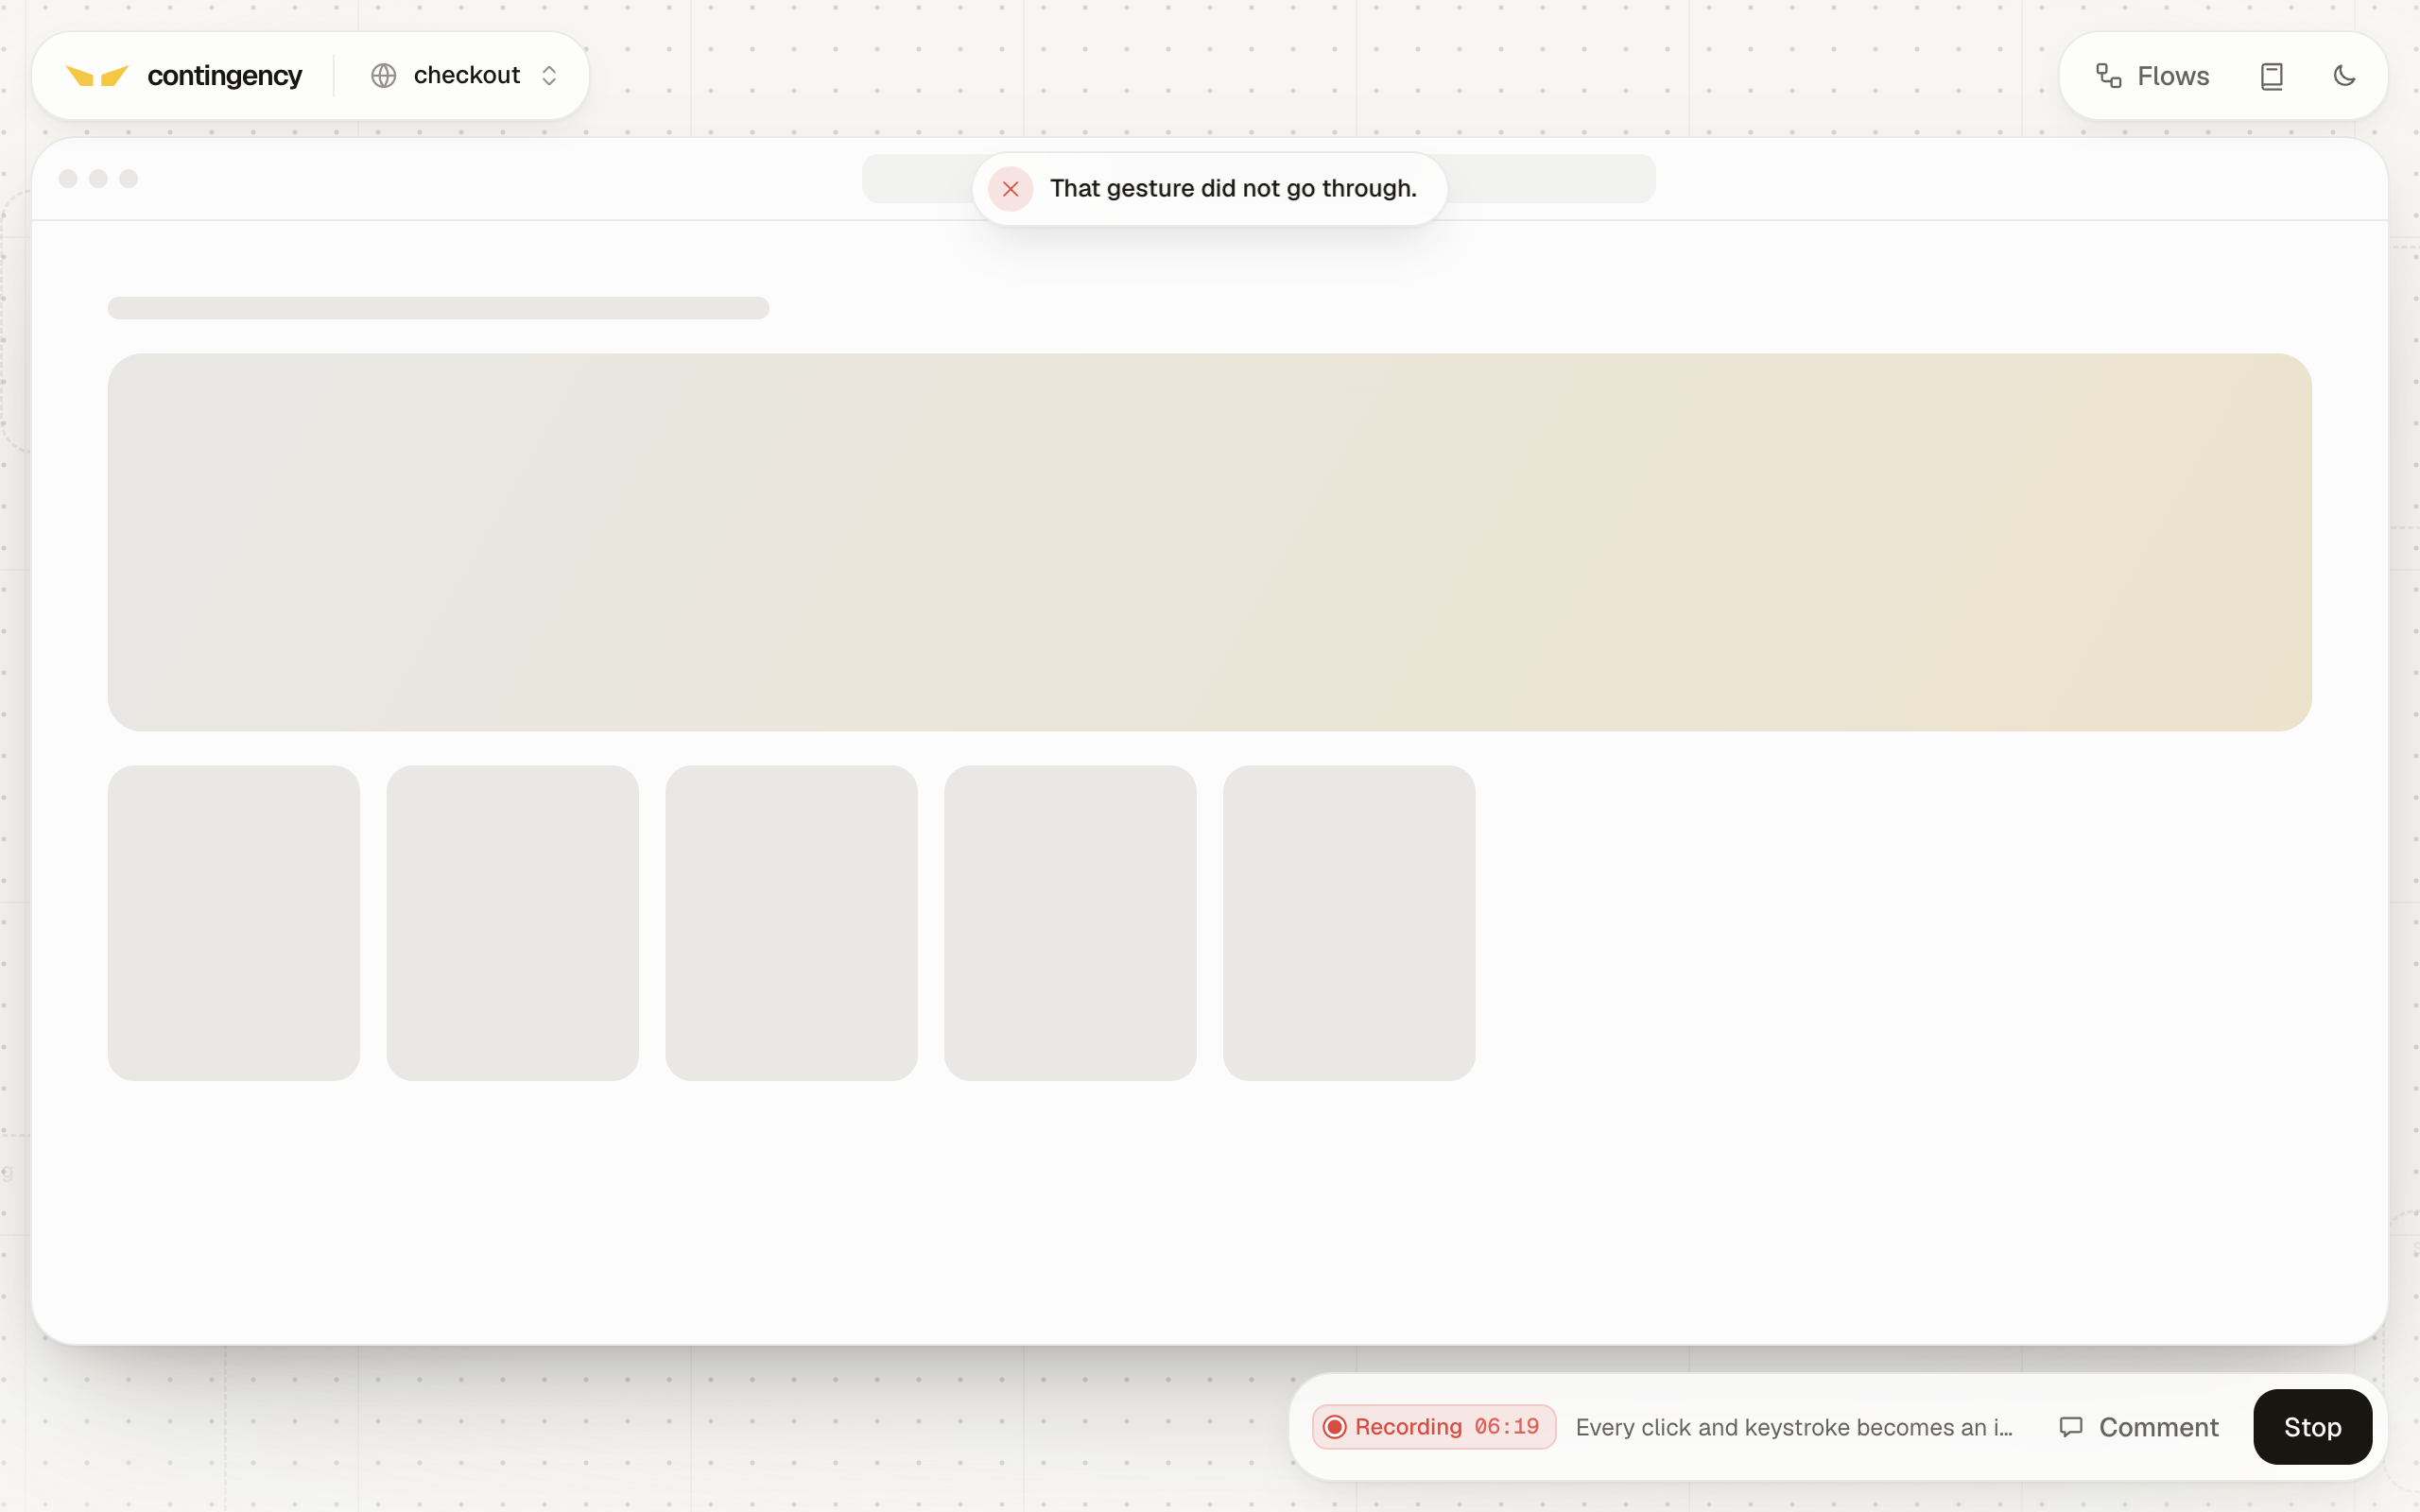 contingency
checkout
Flows
That gesture did not go through.
Recording 06:19
Every click and keystroke becomes an i…
Comment
Stop